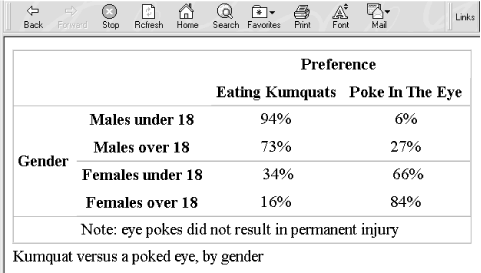 Back Forward Stop Refresh Home Search Favorites Print Font Mail Links
Preference
Eating Kumquats Poke In The Eye
Gender
Males under 18 94% 6%
Males over 18 73% 27%
Females under 18 34% 66%
Females over 18 16% 84%
Note: eye pokes did not result in permanent injury
Kumquat versus a poked eye, by gender